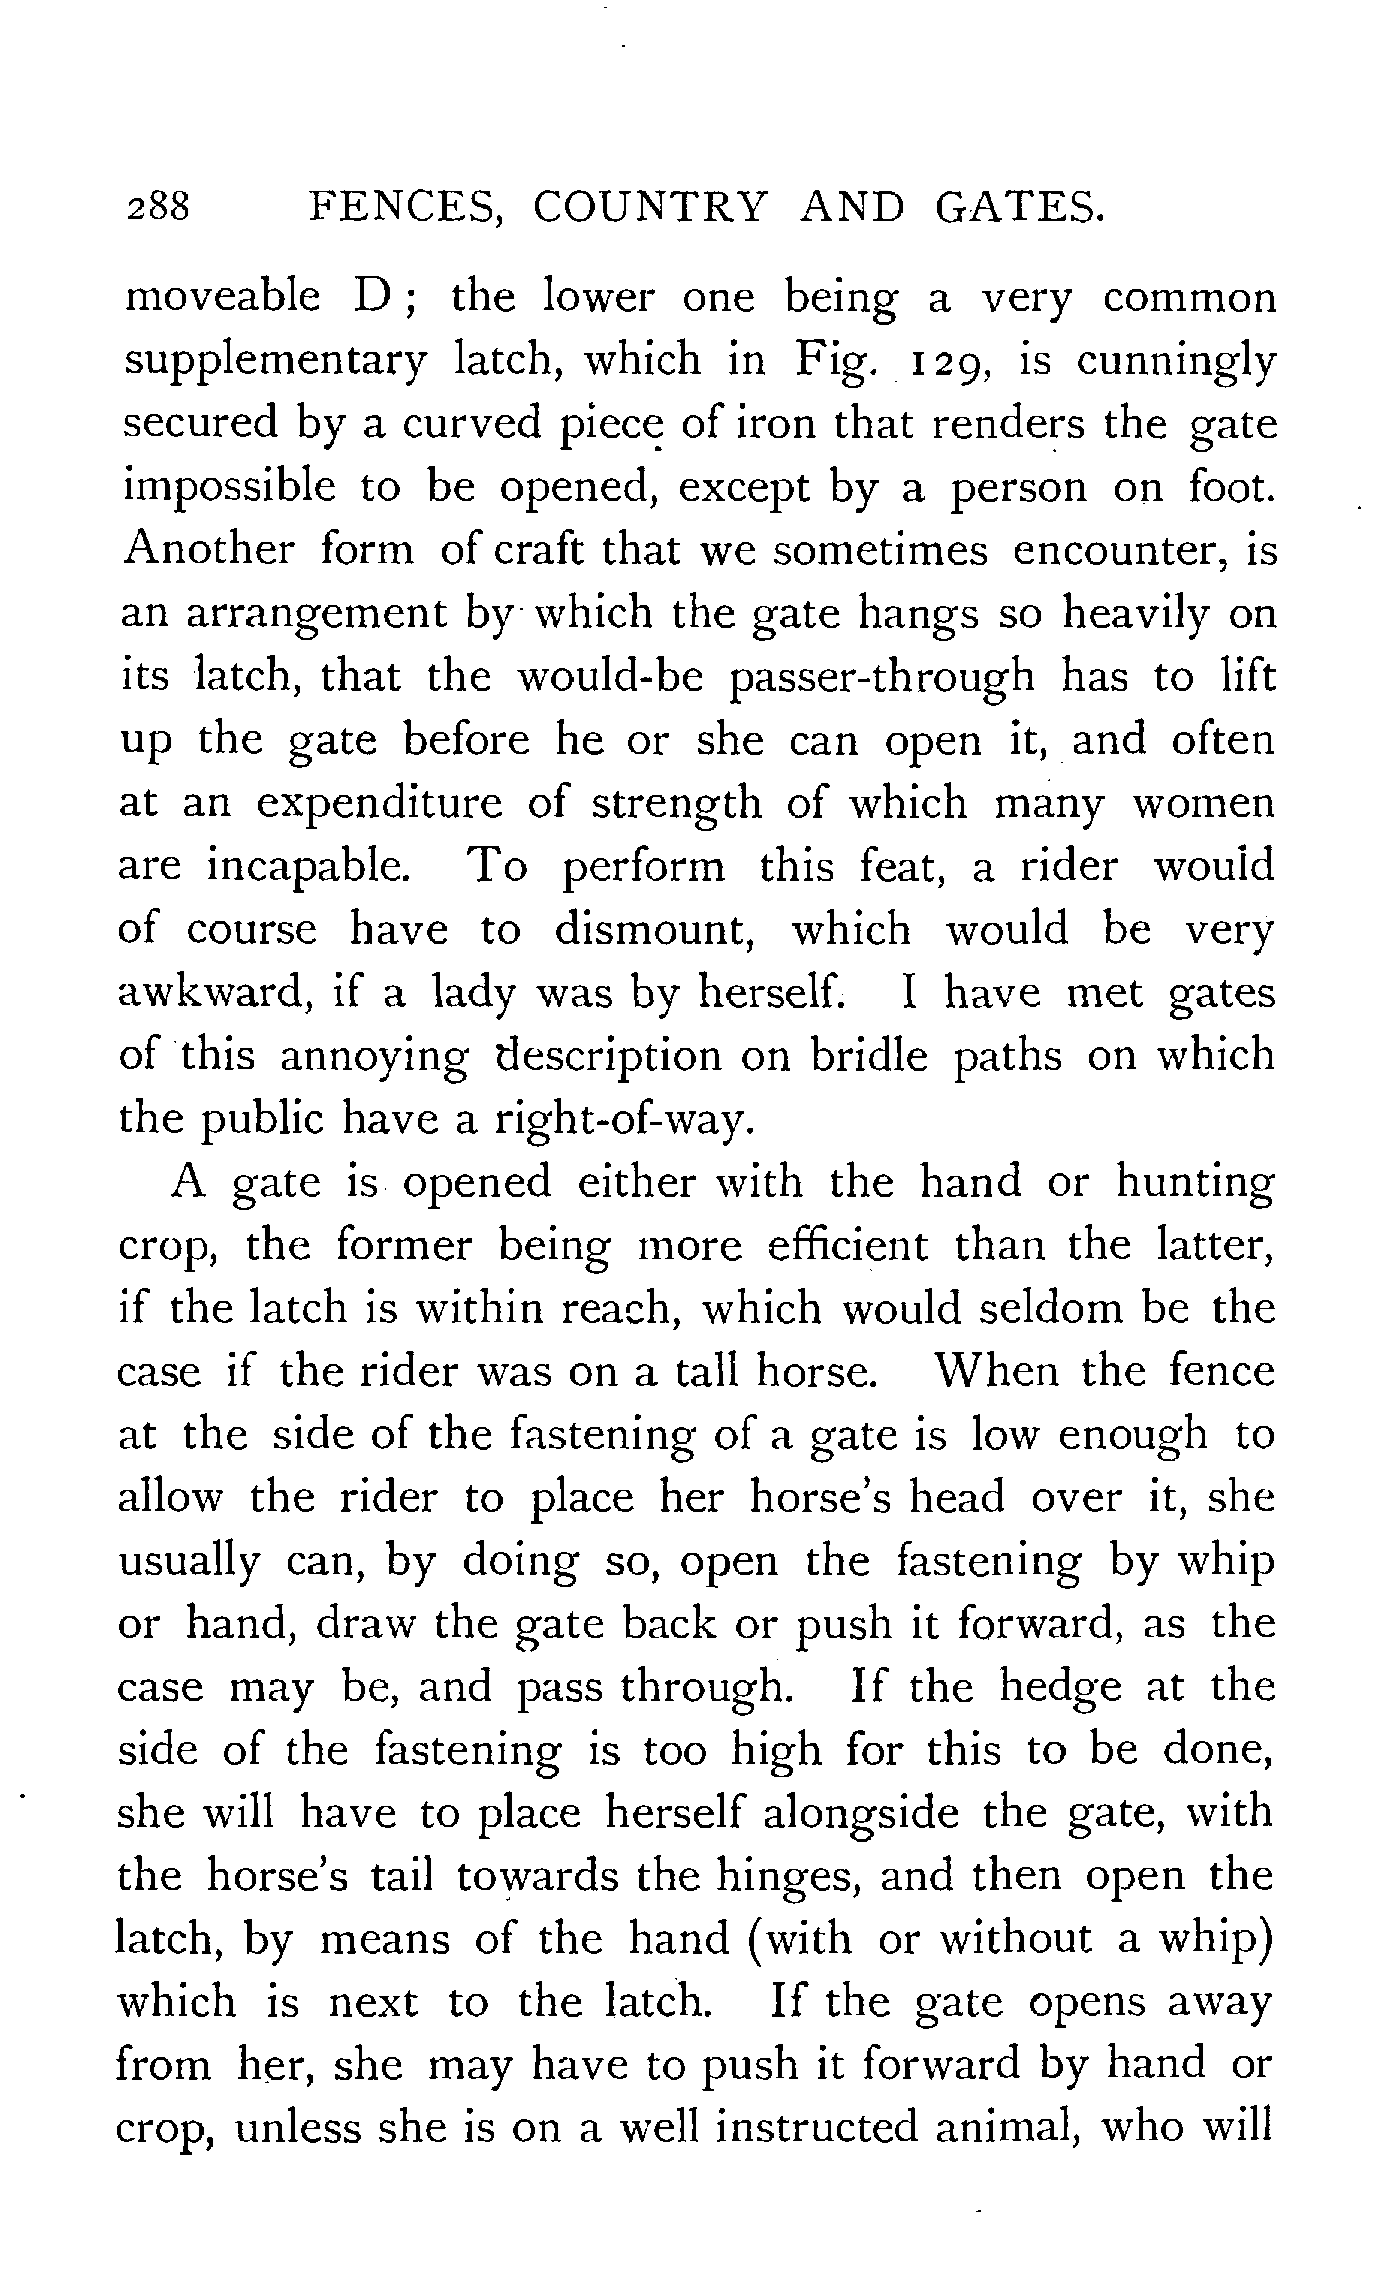 288 FENCES, COUNTRY AND GATES.
moveable D ; the lower one being a very common
supplementary latch, which in Fig. 129, is cunningly
secured by a curved piece of iron that renders the gate
impossible to be opened, except by a person on foot.
Another form of craft that we sometimes encounter, is
an arrangement by which the gate hangs so heavily on
its latch, that the would-be passer-through has to lift
up the gate before he or she can open it, and often
at an expenditure of strength of which many women
are incapable. To perform this feat, a rider would
of course have to dismount, which would be very
awkward, if a lady was by herself. I have met gates
of this annoying description on bridle paths on which
the public have a right-of-way.
A gate is opened either with the hand or hunting
crop, the former being more efficient than the latter,
if the latch is within reach, which would seldom be the
case if the rider was on a tall horse. When the fence
at the side of the fastening of a gate is low enough to
allow the rider to place her horse's head over it, she
usually can, by doing so, open the fastening by whip
or hand, draw the gate back or push it forward, as the
case may be, and pass through. If the hedge at the
side of the fastening is too high for this to be done,
she will have to place herself alongside the gate, with
the horse's tail towards the hinges, and then open the
latch, by means of the hand (with or without a whip)
which is next to the latch. If the gate opens away
from her, she may have to push it forward by hand or
crop, unless she is on a well instructed animal, who will